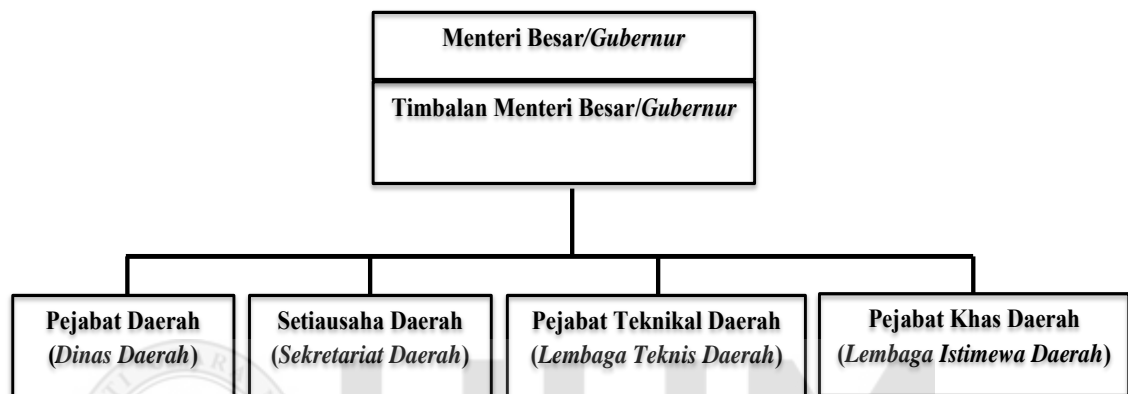 Menteri Besar/Gubernur
Timbalan Menteri Besar/Gubernur
Pejabat Daerah
(Dinas Daerah)
Setiausaha Daerah
(Sekretariat Daerah)
Pejabat Teknikal Daerah
(Lembaga Teknis Daerah)
Pejabat Khas Daerah
(Lembaga Istimewa Daerah)